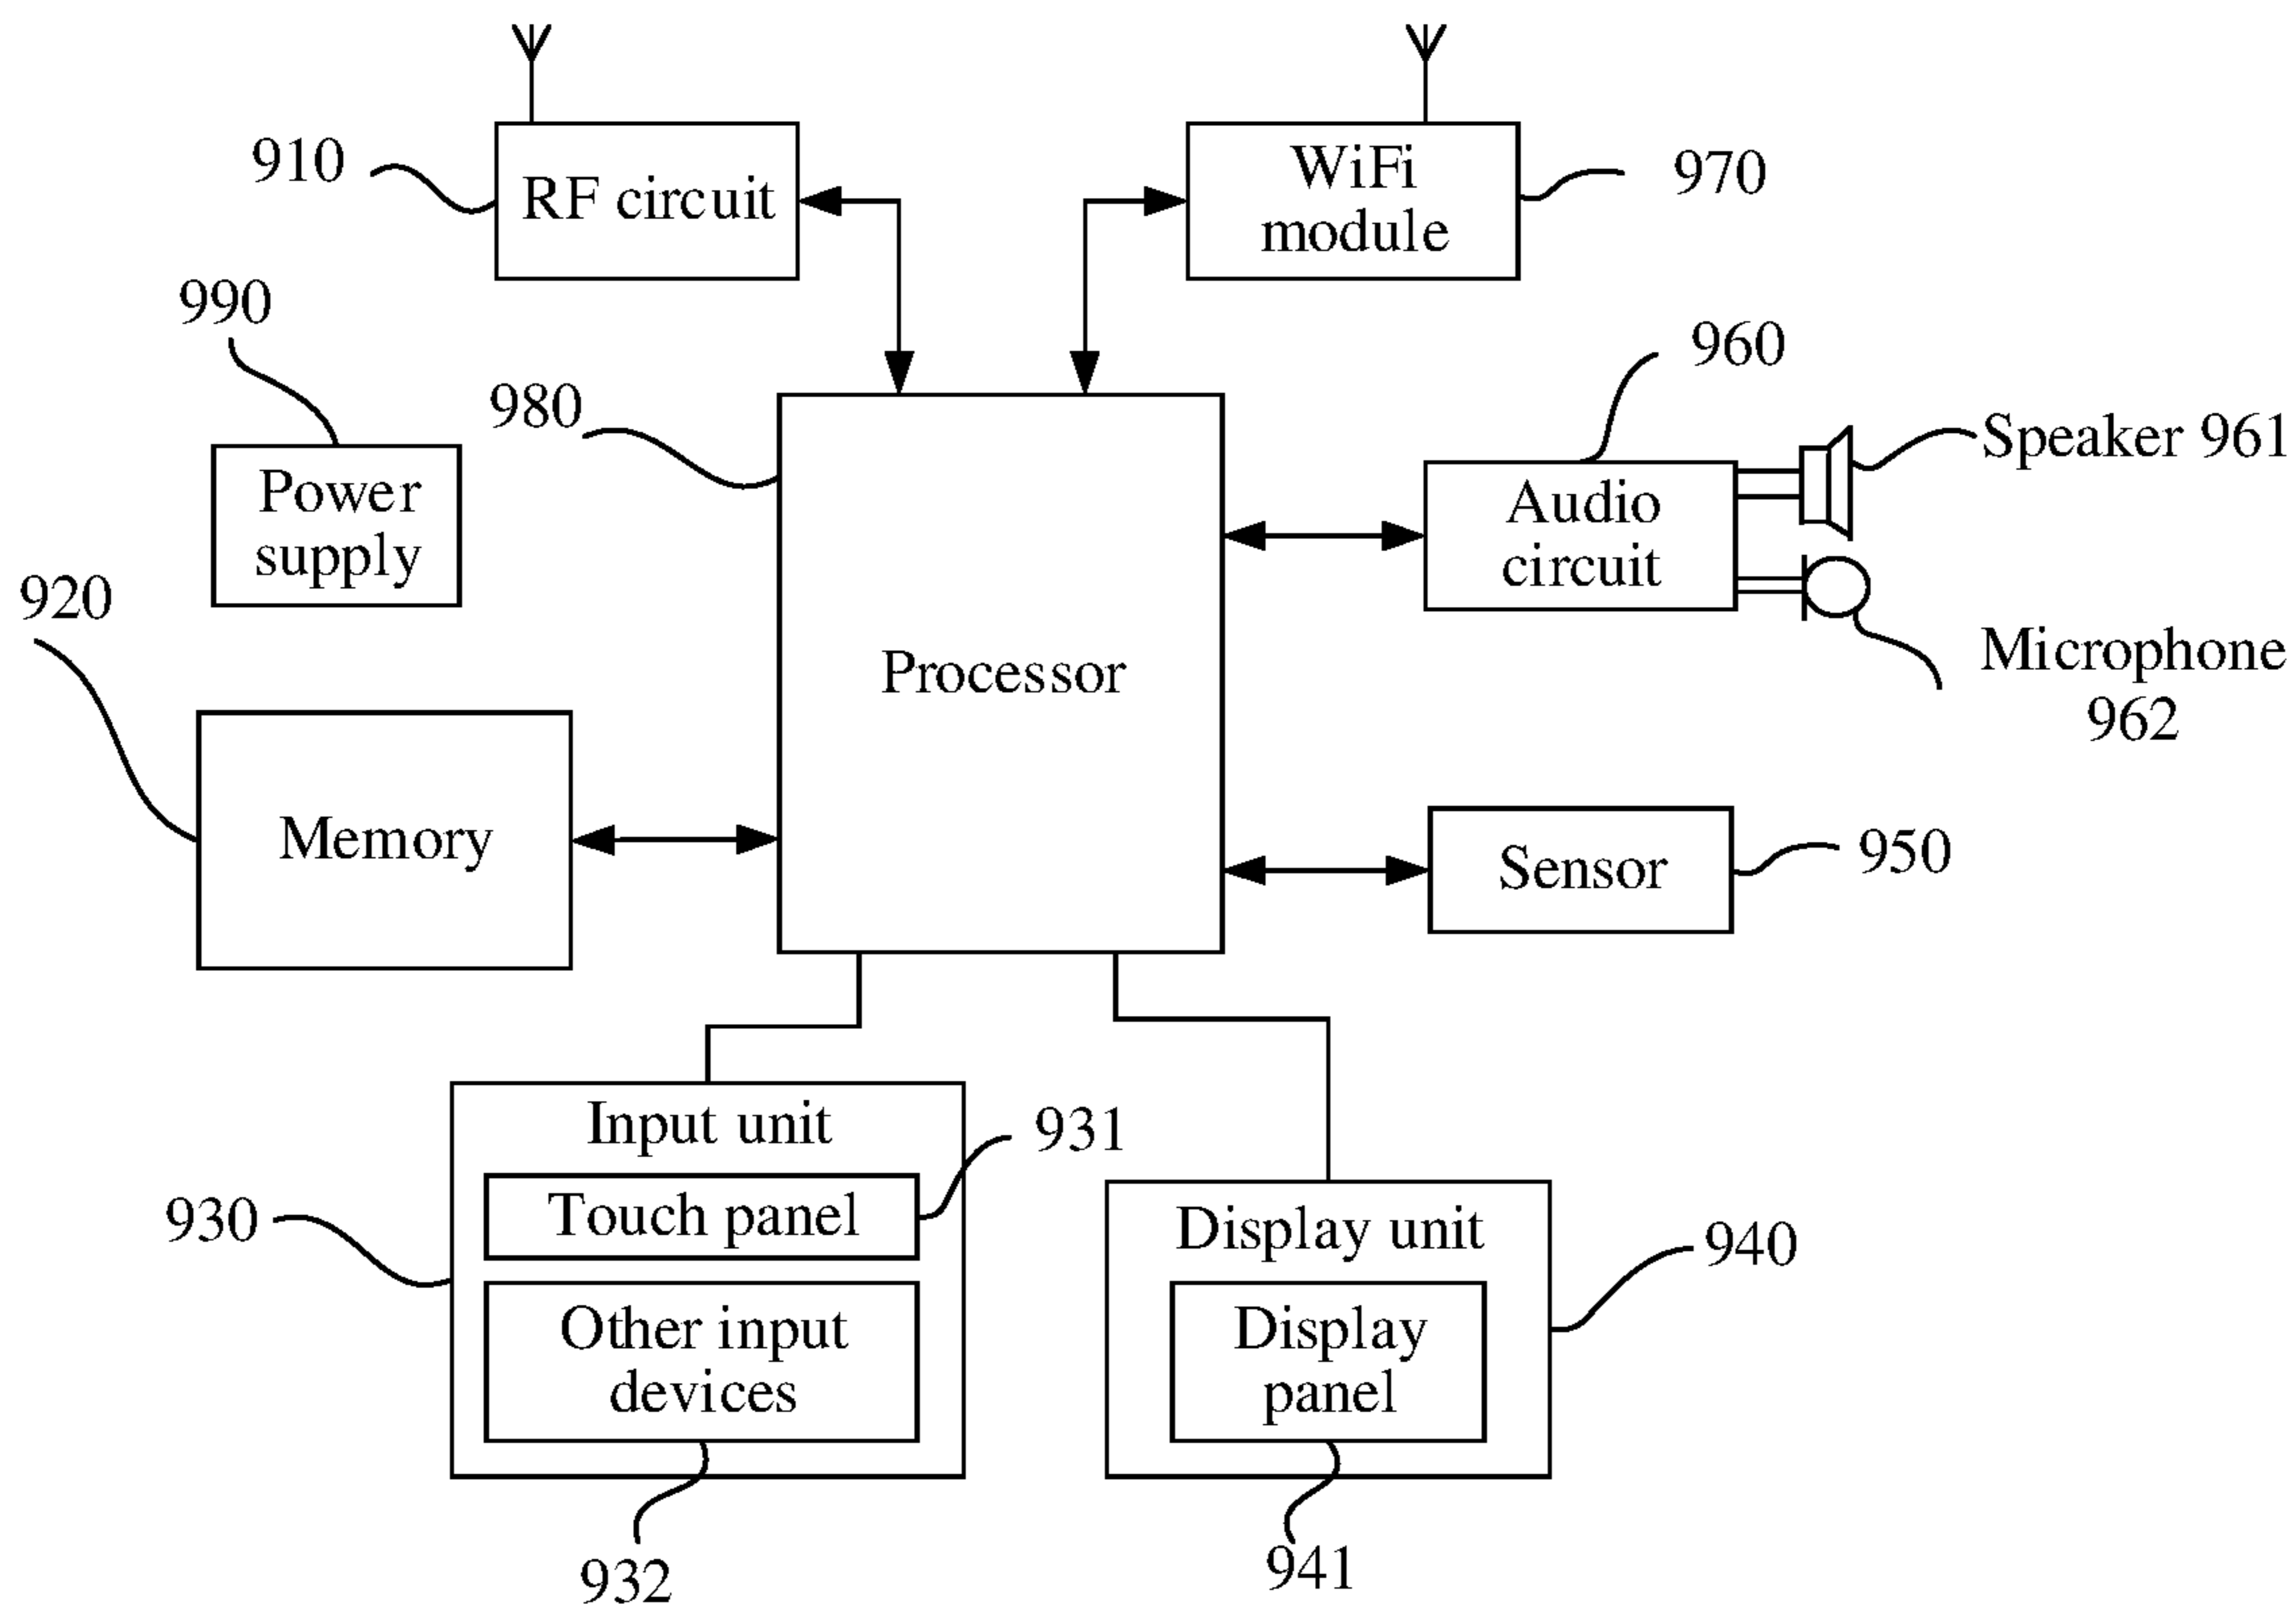 910
RF circuit
WiFi
module
970
990
980
960
Speaker 961
Power
supply
Audio
circuit
920
Processor
Microphone
962
Memory
Sensor
950
Input unit
931
Touch panel
930
Other input
devices
932
Display unit
940
Display
panel
941